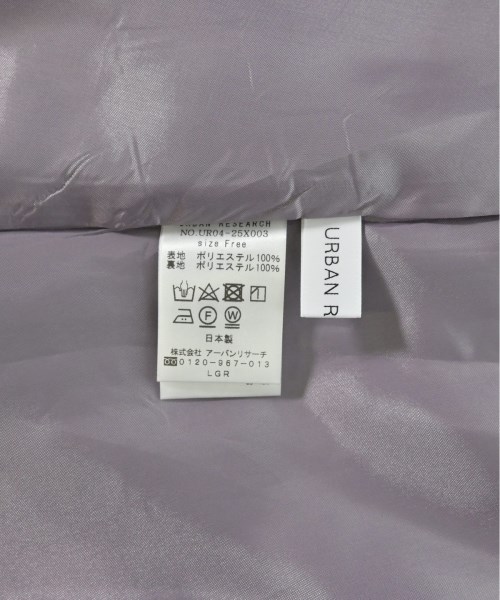 URBAN RESEARCH
NO.UR04-25X003
size Free
表地 ポリエステル100%
裏地 ポリエステル100%
日本製
株式会社 アーバンリサーチ
0120-967-013
LGR
URBAN R